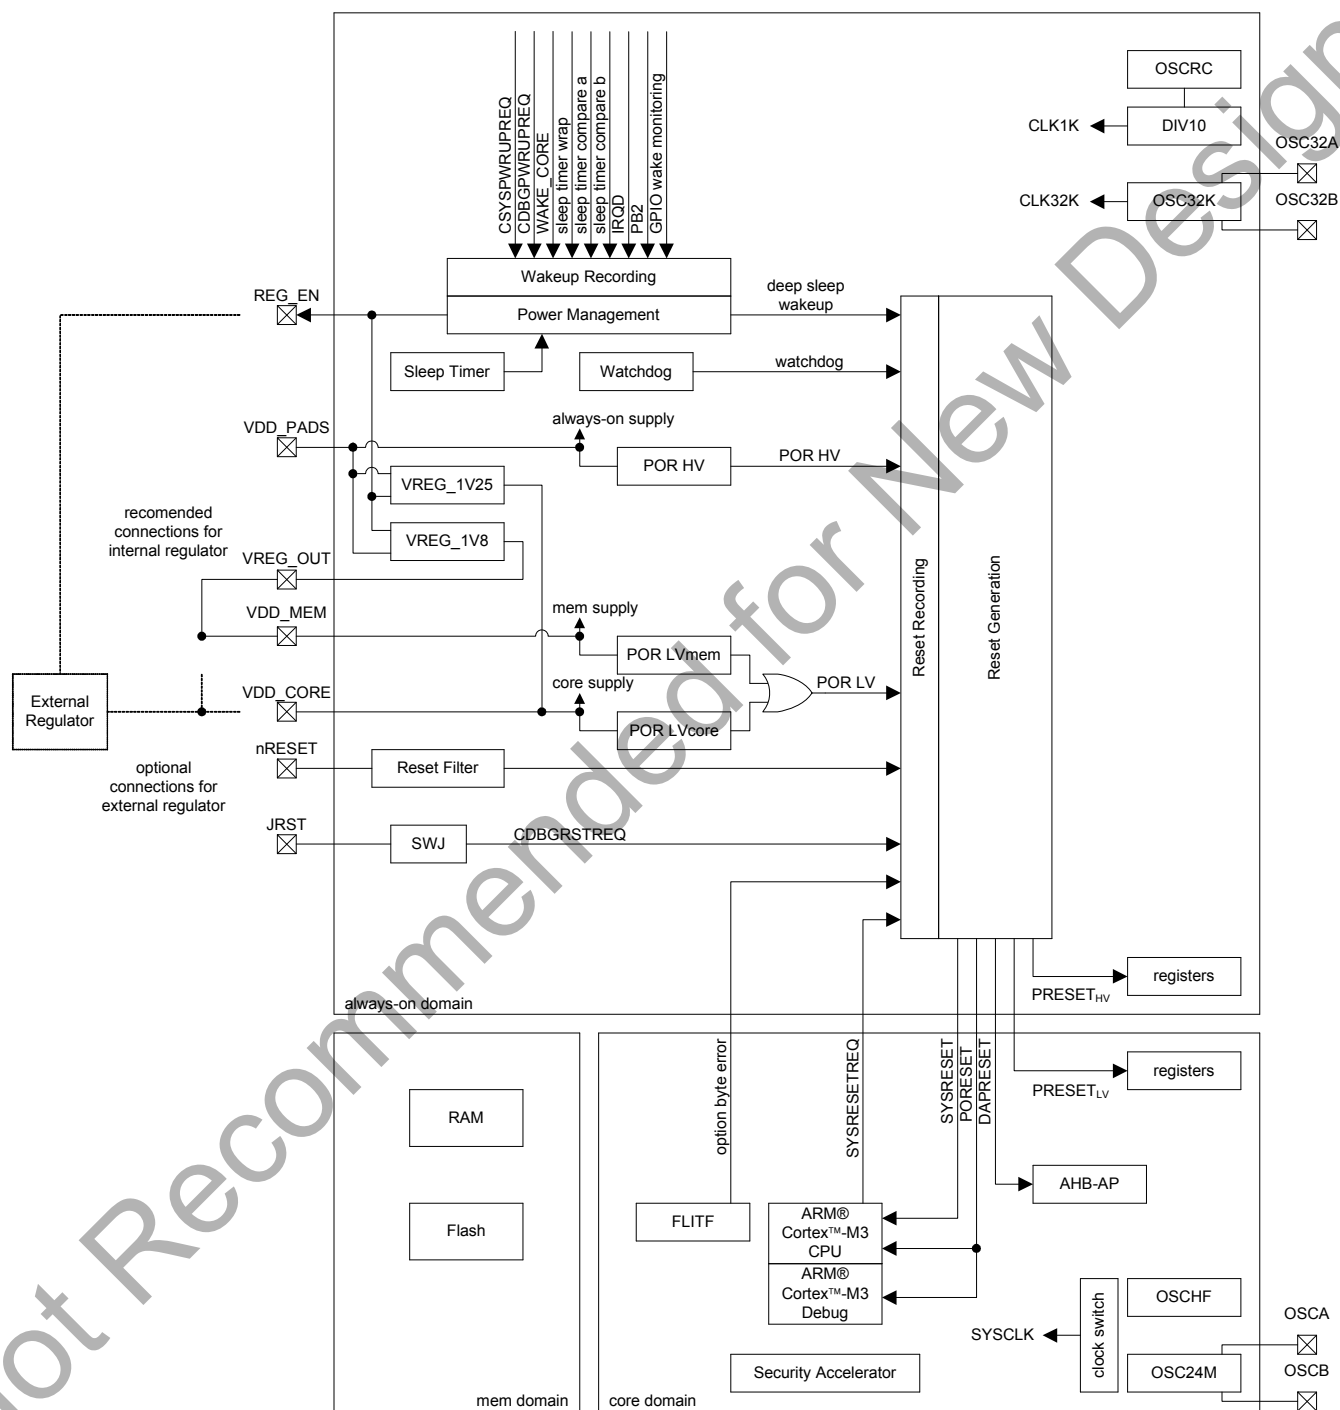 CSYSPWRUPREQ
CDBGPWRUPREQ
WAKE_CORE
sleep timer wrap
sleep timer compare a
sleep timer compare b
IRQD
PB2
GPIO wake monitoring
OSCRC
DIV10
CLK1K
OSC32A
OSC32K
CLK32K
OSC32B
Wakeup Recording
Power Management
REG_EN
deep sleep
wakeup
Sleep Timer
Watchdog
watchdog
VDD_PADS
always-on supply
POR HV
POR HV
VREG_1V25
VREG_1V8
recomended
connections for
internal regulator
VREG_OUT
VDD_MEM
mem supply
POR LVmem
Reset Recording
Reset Generation
External
Regulator
VDD_CORE
core supply
POR LVcore
POR LV
nRESET
Reset Filter
optional
connections for
external regulator
JRST
SWJ
CDBGRSTREQ
registers
PRESETHV
always-on domain
option byte error
SYSRESETREQ
SYSRESET
PORESET
DAPRESET
registers
PRESETLV
RAM
Flash
FLITF
ARM®
Cortex™-M3
CPU
ARM®
Cortex™-M3
Debug
AHB-AP
OSCHF
clock switch
SYSCLK
OSC24M
OSCA
OSCB
Security Accelerator
mem domain
core domain
Not Recommended for New Design